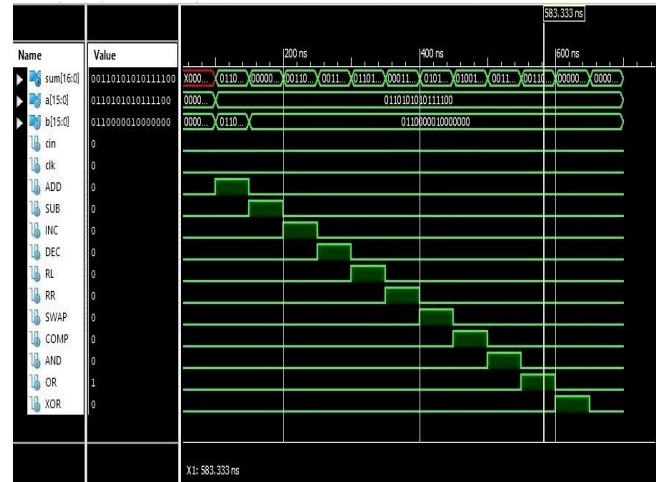 583.333 ns
Name Value 200 ns 400 ns 600 ns
sum[16:0] 00110101010111100 X000... 0110... 00000... 00110... 0011... 01101... 00011... 0101... 01001... 0011... 00110... 00000... 0000...
a[15:0] 0110101010111100 0000... 0110101010111100
b[15:0] 0110000010000000 0000... 0110... 0110000010000000
cin 0
clk 0
ADD 0
SUB 0
INC 0
DEC 0
RL 0
RR 0
SWAP 0
COMP 0
AND 0
OR 1
XOR 0
X1: 583.333 ns